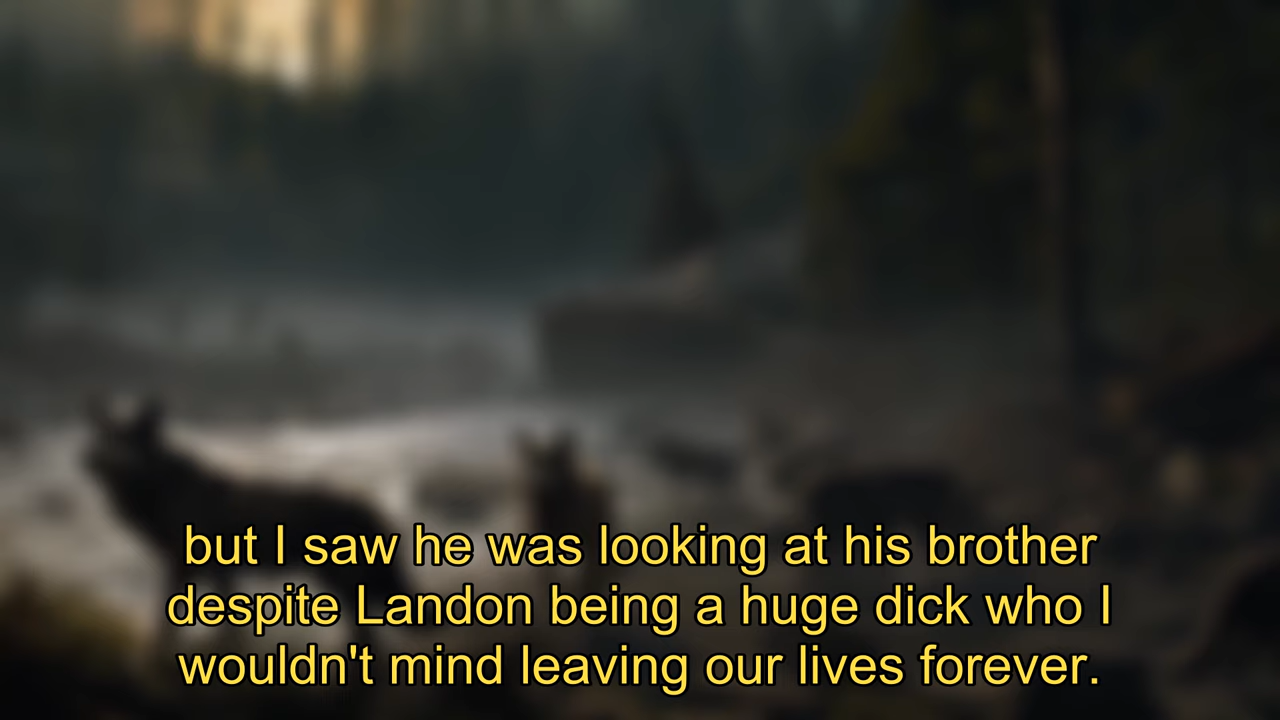 but I saw he was looking at his brother
despite Landon being a huge dick who I
wouldn't mind leaving our lives forever.